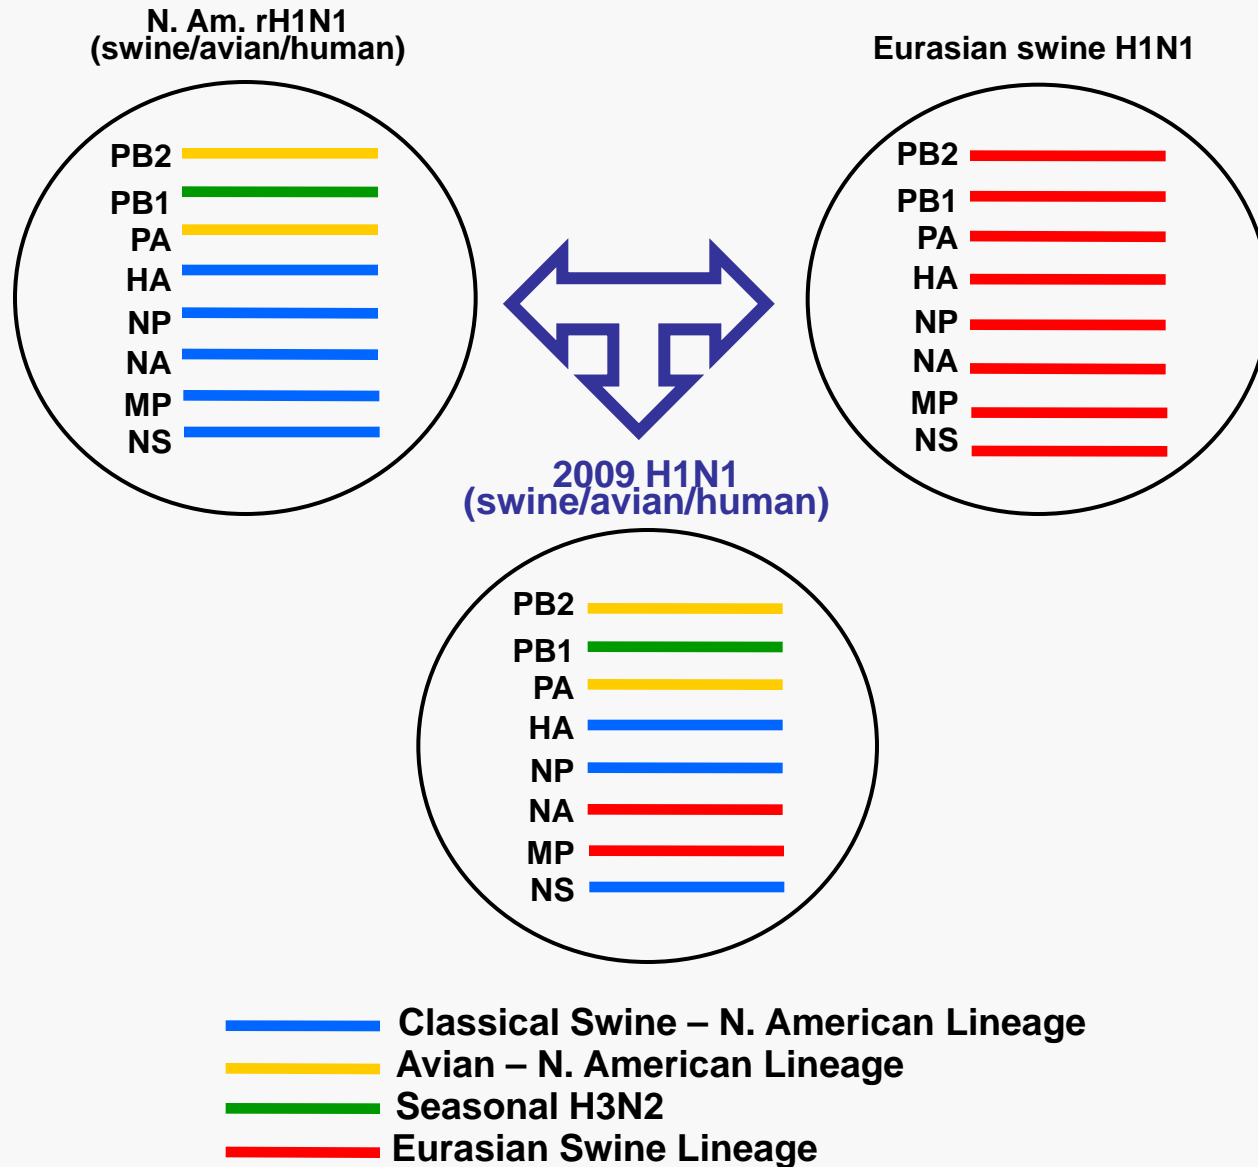 N. Am. rH1N1
(swine/avian/human)
PB2
PB1
PA
HA
NP
NA
MP
NS
Eurasian swine H1N1
PB2
PB1
PA
HA
NP
NA
MP
NS
2009 H1N1
(swine/avian/human)
PB2
PB1
PA
HA
NP
NA
MP
NS
Classical Swine – N. American Lineage
Avian – N. American Lineage
Seasonal H3N2
Eurasian Swine Lineage